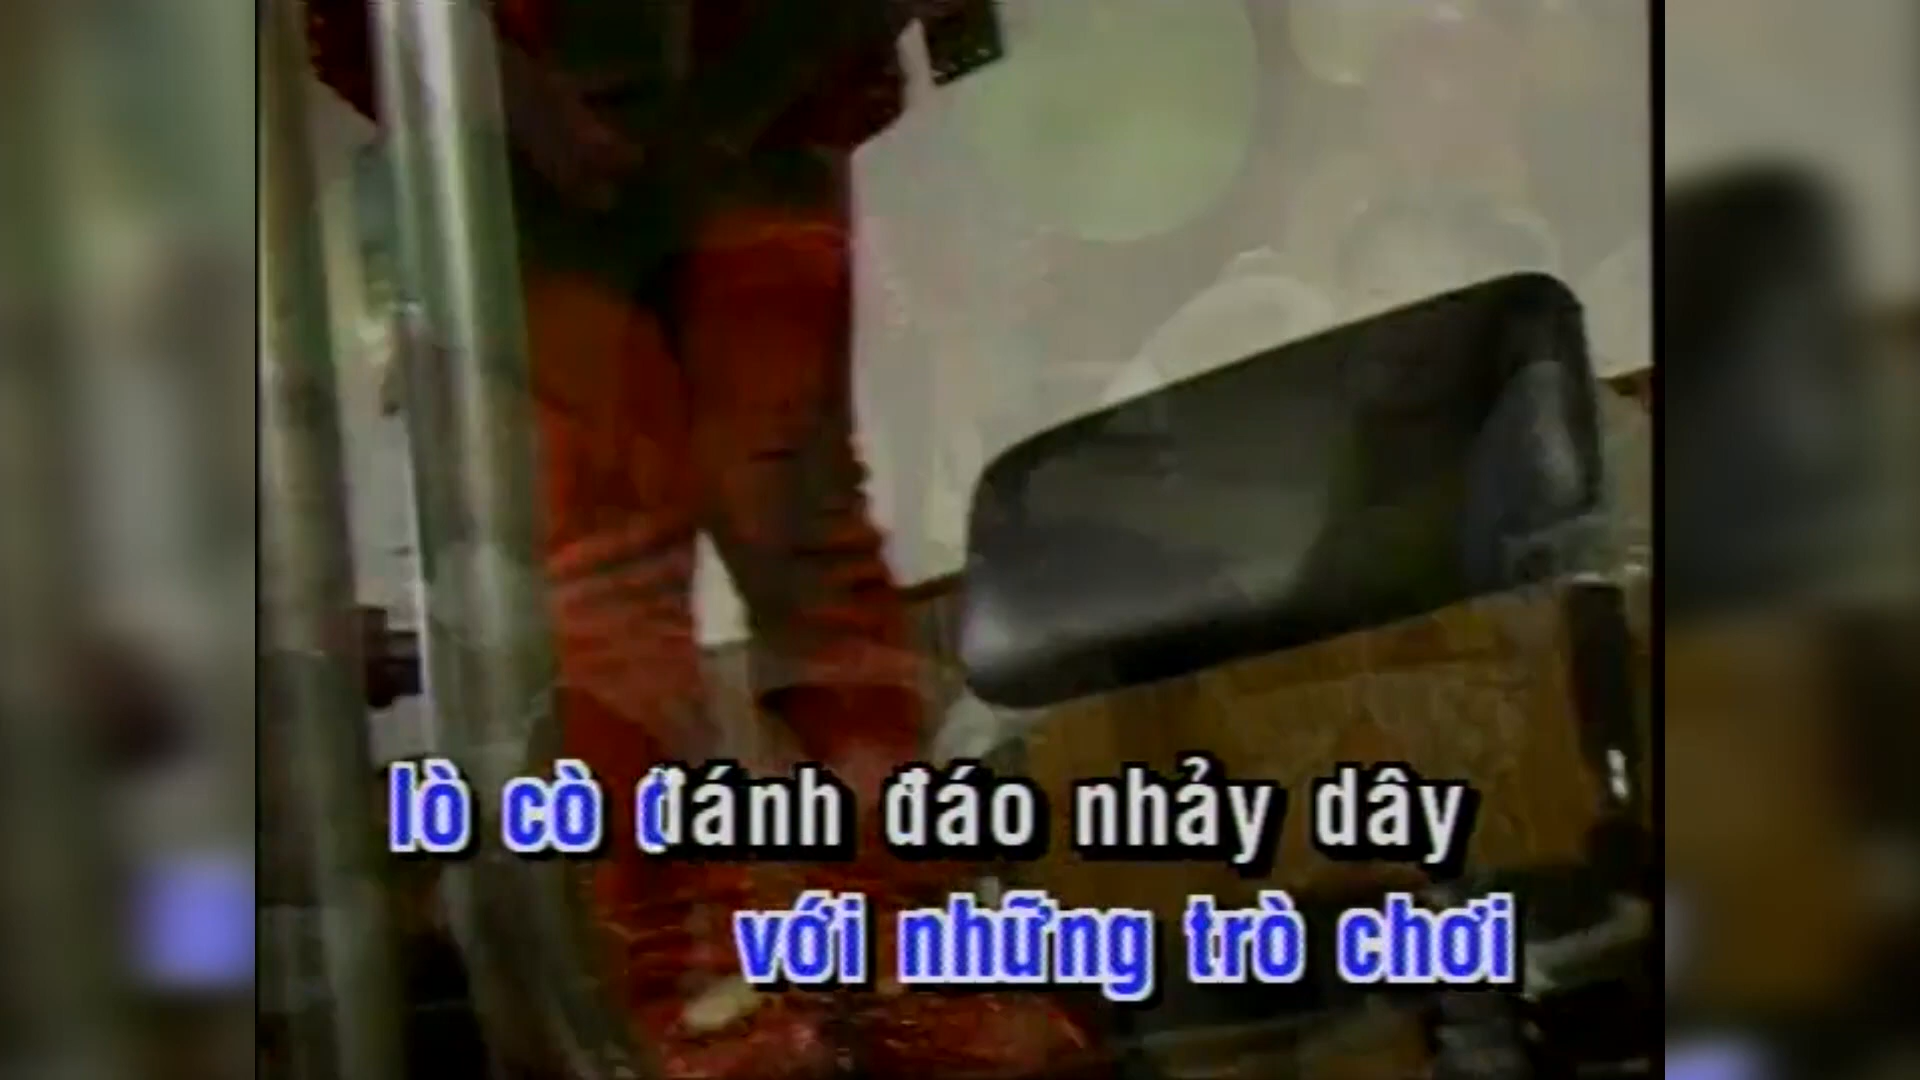 lò cò đánh đáo nhảy dây
với những trò chơi